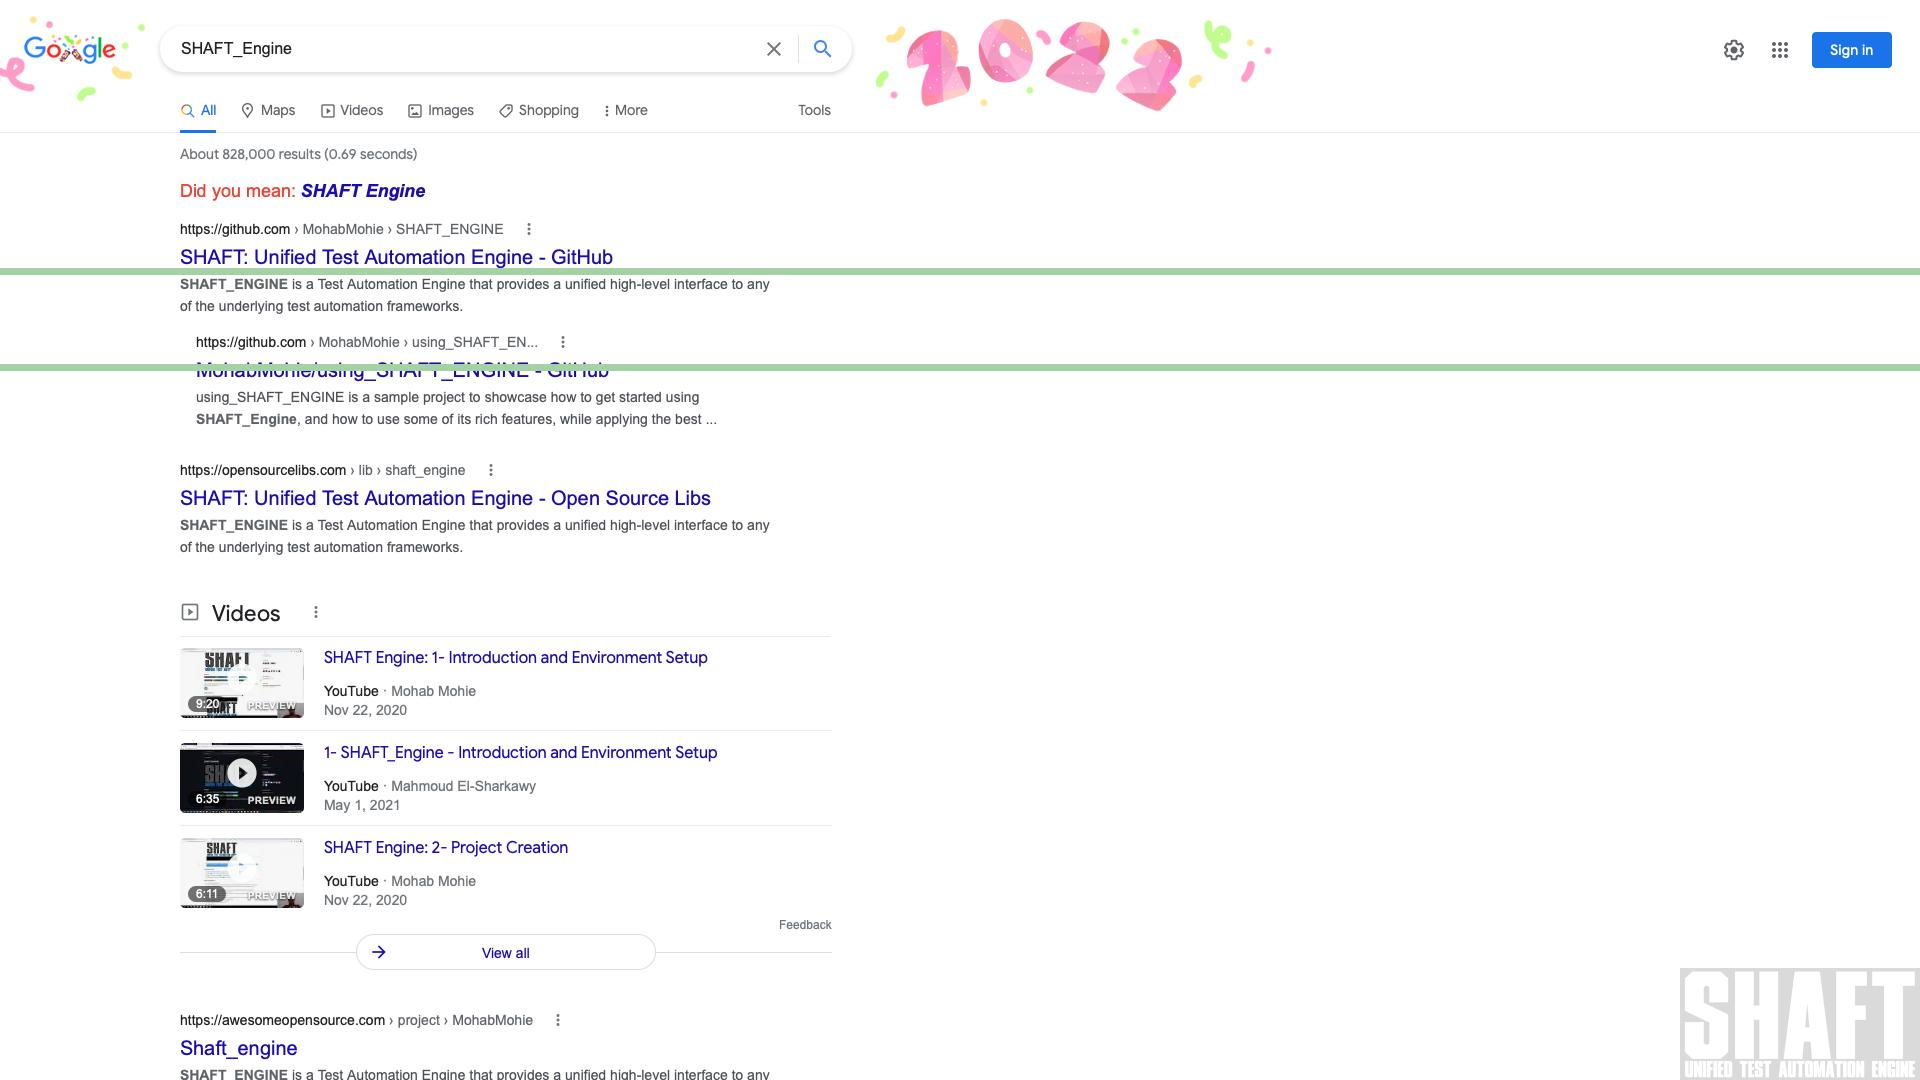 Google
SHAFT_Engine
2022
Sign in
All
Maps
Videos
Images
Shopping
More
Tools
About 828,000 results (0.69 seconds)
Did you mean: SHAFT Engine
https://github.com › MohabMohie › SHAFT_ENGINE
SHAFT: Unified Test Automation Engine - GitHub
SHAFT_ENGINE is a Test Automation Engine that provides a unified high-level interface to any
of the underlying test automation frameworks.
https://github.com › MohabMohie › using_SHAFT_EN...
MohabMohie/using_SHAFT_ENGINE - GitHub
using_SHAFT_ENGINE is a sample project to showcase how to get started using
SHAFT_Engine, and how to use some of its rich features, while applying the best ...
https://opensourcelibs.com › lib › shaft_engine
SHAFT: Unified Test Automation Engine - Open Source Libs
SHAFT_ENGINE is a Test Automation Engine that provides a unified high-level interface to any
of the underlying test automation frameworks.
Videos
SHAFT
9:20
PREVIEW
SHAFT Engine: 1- Introduction and Environment Setup
YouTube · Mohab Mohie
Nov 22, 2020
6:35
PREVIEW
1- SHAFT_Engine - Introduction and Environment Setup
YouTube · Mahmoud El-Sharkawy
May 1, 2021
SHAFT
6:11
PREVIEW
SHAFT Engine: 2- Project Creation
YouTube · Mohab Mohie
Nov 22, 2020
Feedback
View all
https://awesomeopensource.com › project › MohabMohie
Shaft_engine
SHAFT_ENGINE is a Test Automation Engine that provides a unified high-level interface to any
SHAFT
UNIFIED TEST AUTOMATION ENGINE